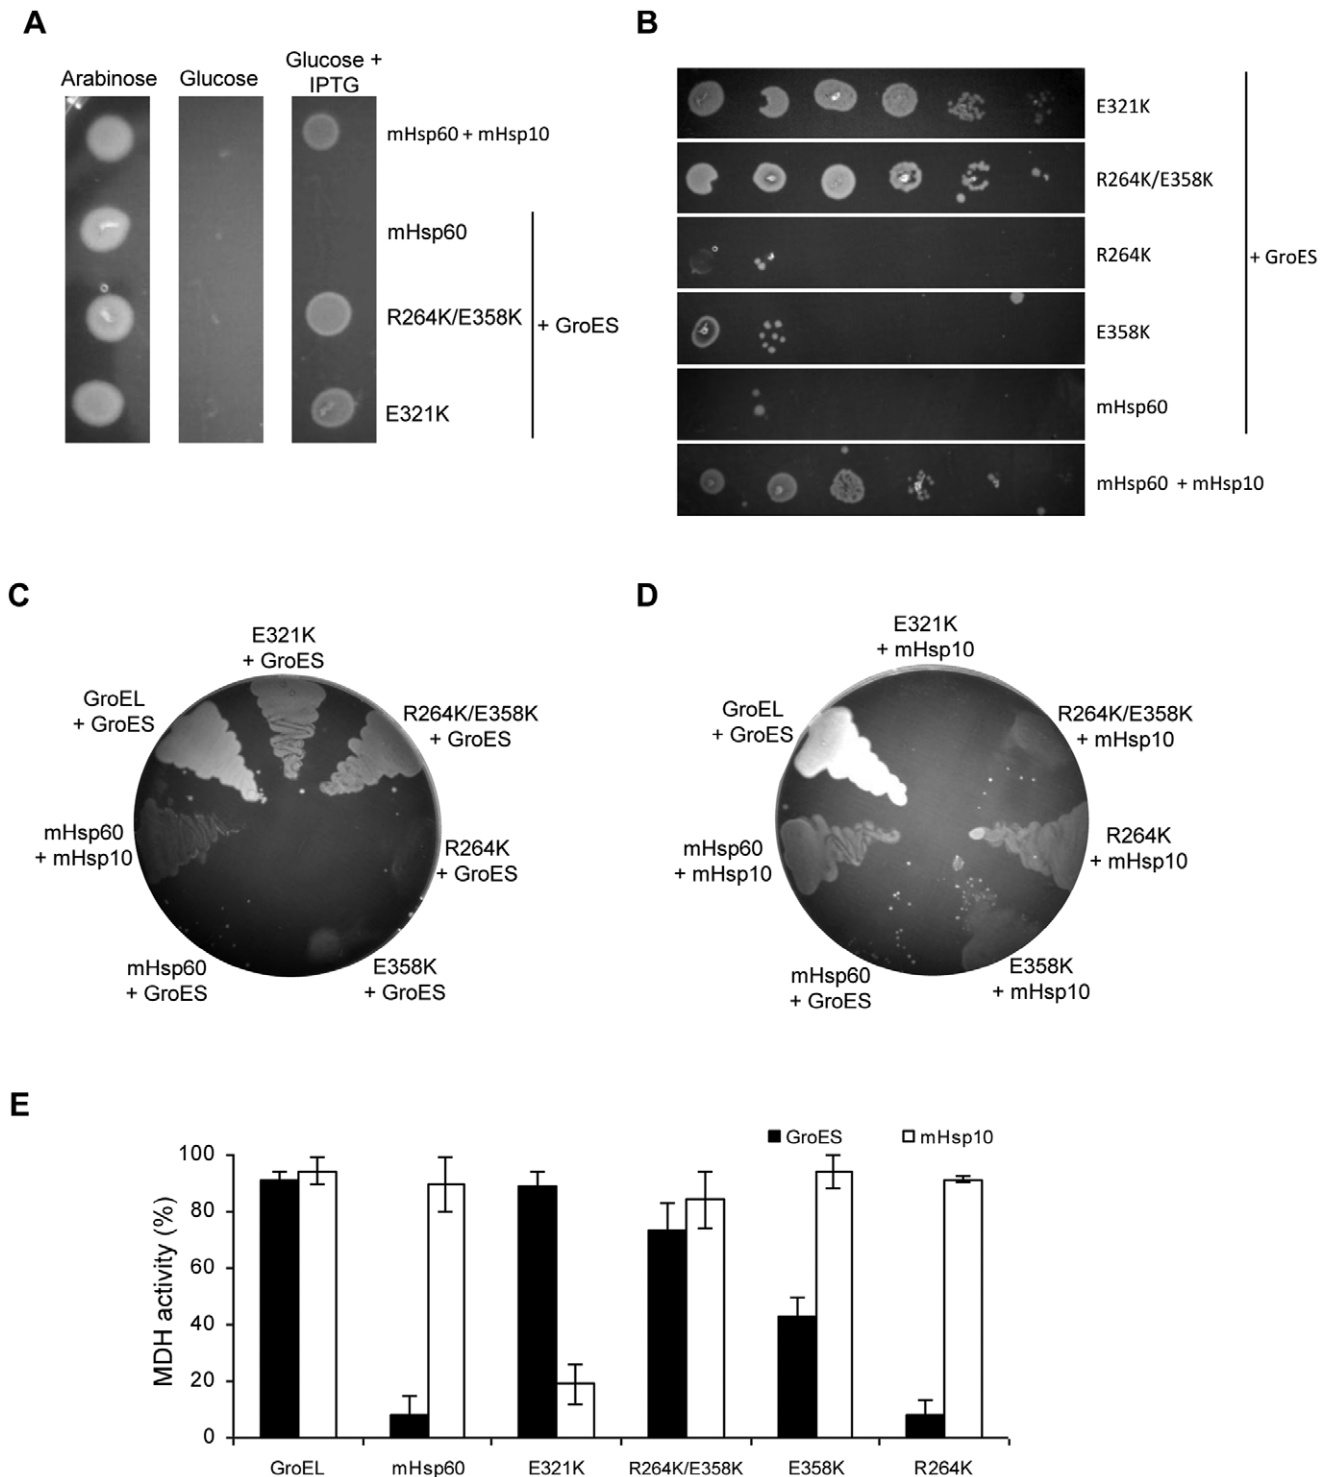 A
Arabinose
Glucose
Glucose +
IPTG
mHsp60 + mHsp10
mHsp60
R264K/E358K
+ GroES
E321K
B
E321K
R264K/E358K
R264K
+ GroES
E358K
mHsp60
mHsp60 + mHsp10
C
E321K
+ GroES
GroEL
+ GroES
R264K/E358K
+ GroES
mHsp60
+ mHsp10
R264K
+ GroES
mHsp60
+ GroES
E358K
+ GroES
D
E321K
+ mHsp10
GroEL
+ GroES
R264K/E358K
+ mHsp10
mHsp60
+ mHsp10
R264K
+ mHsp10
mHsp60
+ GroES
E358K
+ mHsp10
E
GroES
mHsp10
MDH activity (%)
100
80
60
40
20
0
GroEL
mHsp60
E321K
R264K/E358K
E358K
R264K